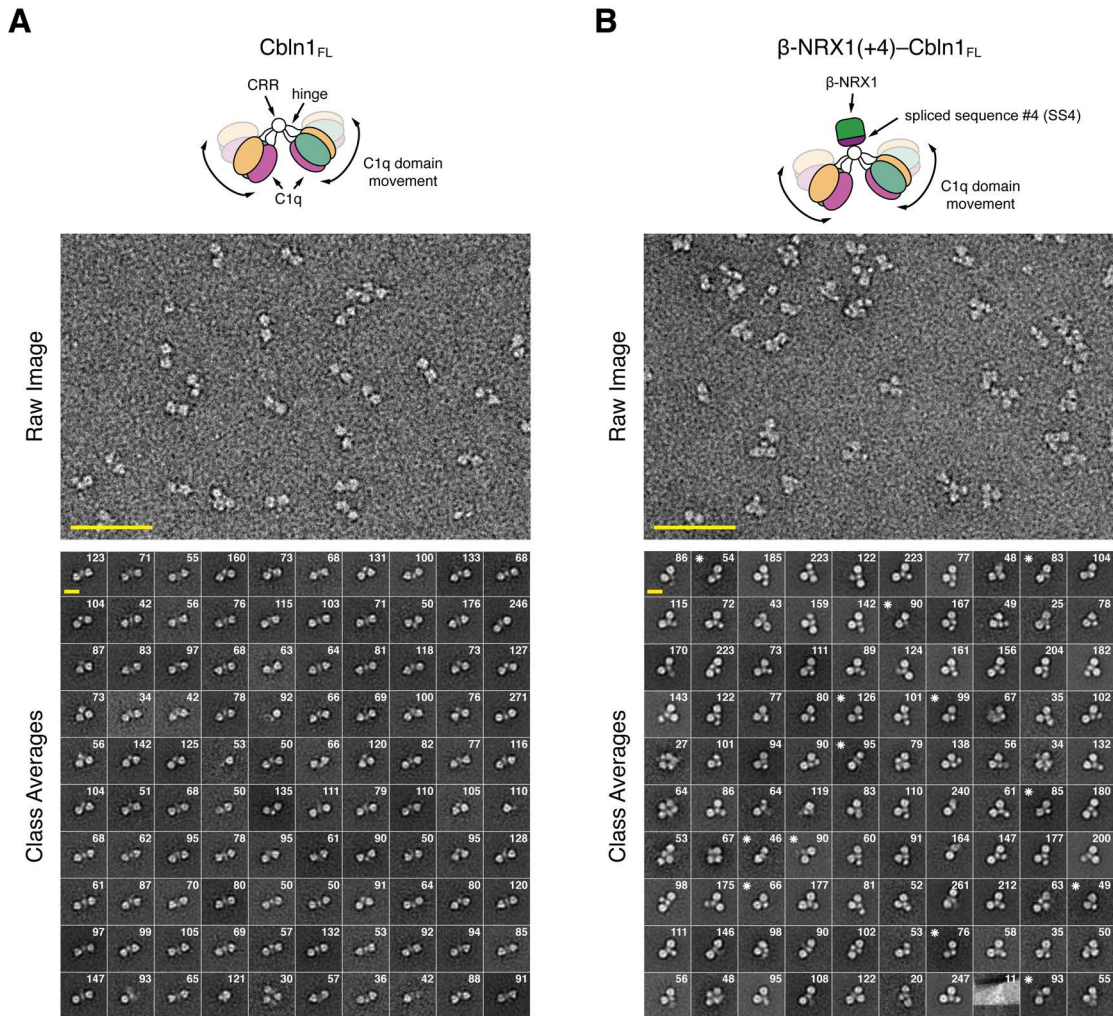 A
Cbln1FL
CRR
hinge
C1q domain
movement
C1q
Raw Image
Class Averages
123 71 55 160 73 68 131 100 133 68
104 42 56 76 115 103 71 50 176 246
87 83 97 68 63 64 81 118 73 127
73 34 42 78 92 66 69 100 76 271
56 142 125 53 50 66 120 82 77 116
104 51 68 50 135 111 79 110 105 110
68 62 95 78 95 61 90 50 95 128
61 87 70 80 50 50 91 64 80 120
97 99 105 69 57 132 53 92 94 85
147 93 65 121 30 57 36 42 88 91
B
β-NRX1(+4)–Cbln1FL
β-NRX1
spliced sequence #4 (SS4)
C1q domain
movement
Raw Image
Class Averages
86 * 54 185 223 122 223 77 48 * 83 104
115 72 43 159 142 * 90 167 49 25 78
170 223 73 111 89 124 161 156 204 182
143 122 77 80 * 126 101 * 99 67 35 102
27 101 94 90 * 95 79 138 56 34 132
64 86 64 119 83 110 240 61 * 85 180
53 67 * 46 * 90 60 91 164 147 177 200
98 175 * 66 177 81 52 261 212 63 * 49
111 146 98 90 102 53 * 76 58 35 50
56 48 95 108 122 20 247 11 * 93 55